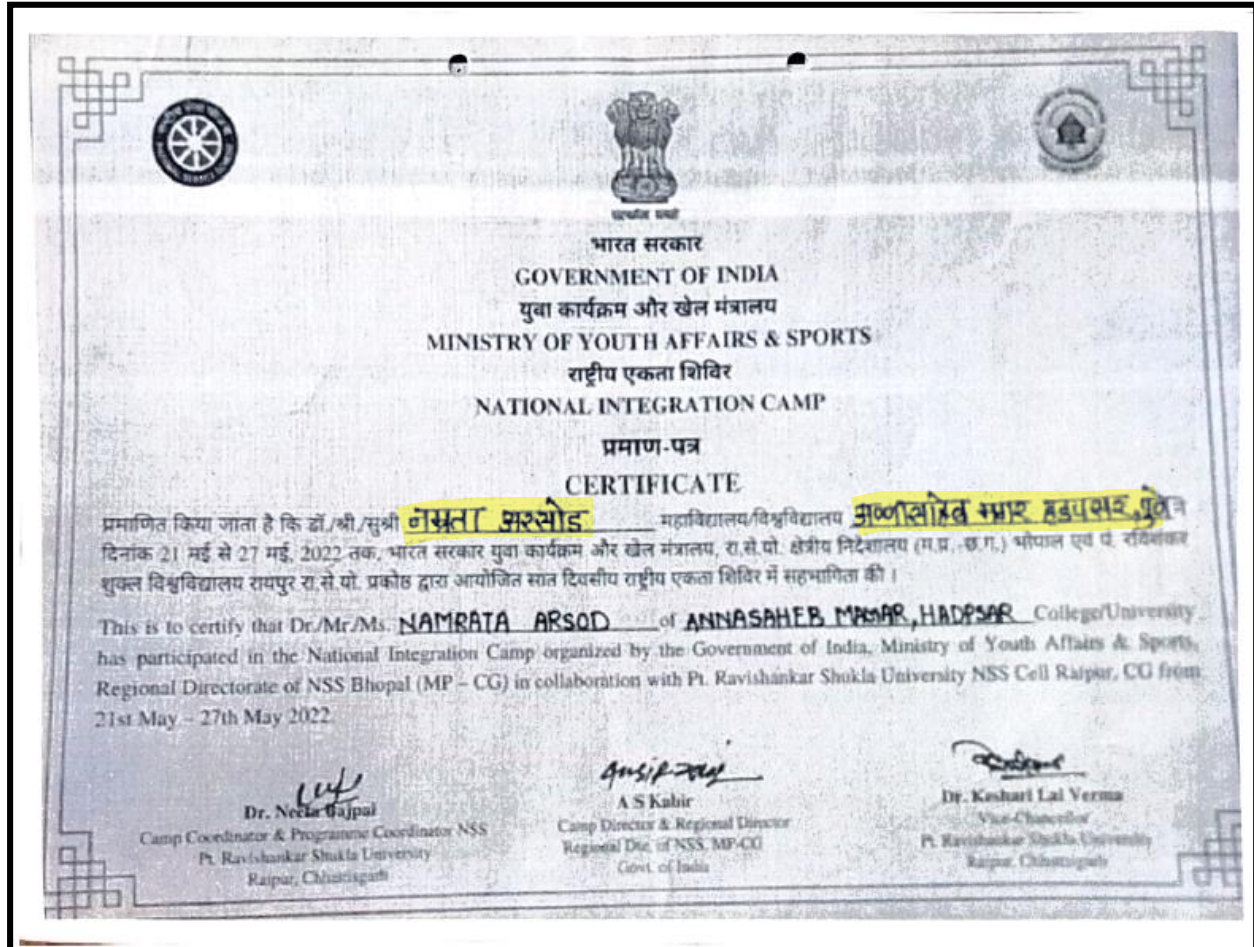 NATIONAL SERVICE SCHEME
सत्यमेव जयते
भारत सरकार
GOVERNMENT OF INDIA
युवा कार्यक्रम और खेल मंत्रालय
MINISTRY OF YOUTH AFFAIRS & SPORTS
राष्ट्रीय एकता शिविर
NATIONAL INTEGRATION CAMP
प्रमाण-पत्र
CERTIFICATE
प्रमाणित किया जाता है कि डॉ./श्री/सुश्री नम्रता अरसोड महाविद्यालय/विश्वविद्यालय अण्णासाहेब मगर हडपसर, पुणे ने
दिनांक 21 मई से 27 मई, 2022 तक, भारत सरकार युवा कार्यक्रम और खेल मंत्रालय, रा.से.यो. क्षेत्रीय निदेशालय (म.प्र.-छ.ग.) भोपाल एवं पं. रविशंकर
शुक्ल विश्वविद्यालय रायपुर रा.से.यो. प्रकोष्ठ द्वारा आयोजित सात दिवसीय राष्ट्रीय एकता शिविर में सहभागिता की ।
This is to certify that Dr./Mr./Ms. NAMRATA ARSOD of ANNASAHEB MAGAR, HADPSAR College/University
has participated in the National Integration Camp organized by the Government of India, Ministry of Youth Affairs & Sports,
Regional Directorate of NSS Bhopal (MP – CG) in collaboration with Pt. Ravishankar Shukla University NSS Cell Raipur, CG from
21st May – 27th May 2022.
Dr. Neeta Bajpai
Camp Coordinator & Programme Coordinator NSS
Pt. Ravishankar Shukla University
Raipur, Chhattisgarh
A S Kabir
Camp Director & Regional Director
Regional Dte. of NSS, MP-CG
Govt. of India
Dr. Keshari Lal Verma
Vice-Chancellor
Pt. Ravishankar Shukla University
Raipur, Chhattisgarh